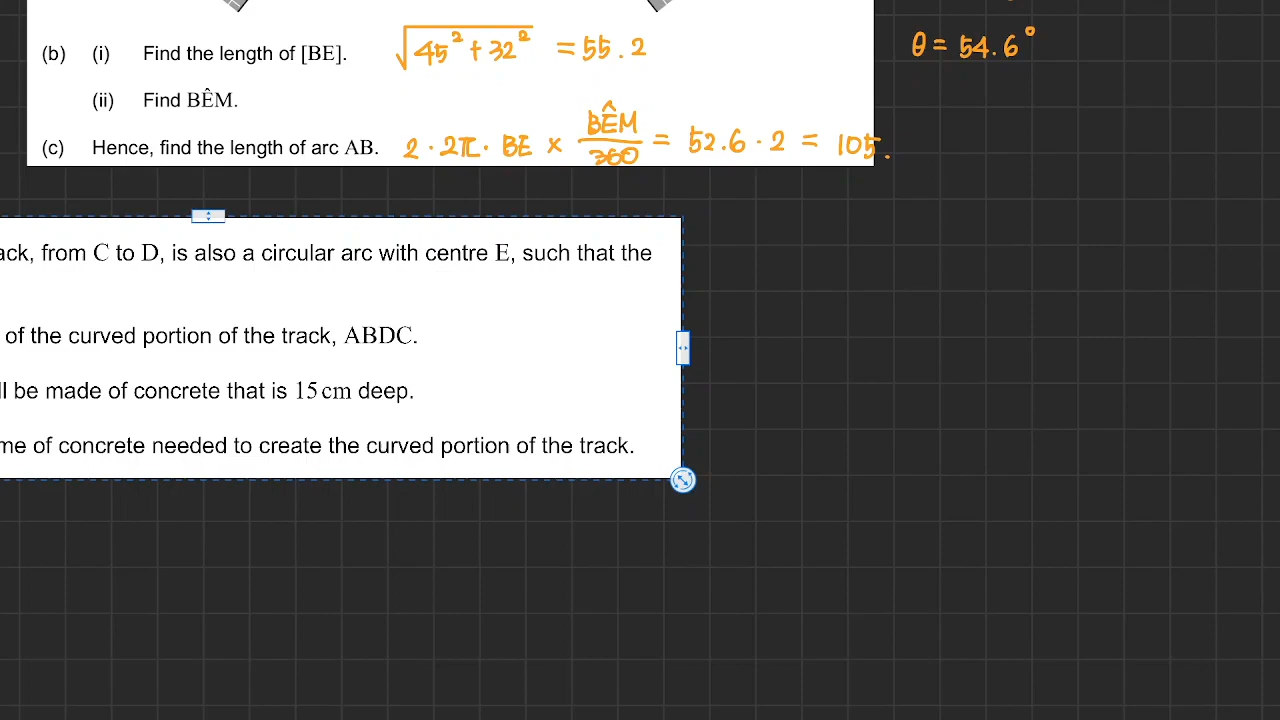 (b) (i) Find the length of [BE]. √(45² + 32²) = 55.2
θ = 54.6°
(ii) Find BÊM.
(c) Hence, find the length of arc AB. 2 · 2π · BE × BÊM/360 = 52.6 · 2 = 105.
ack, from C to D, is also a circular arc with centre E, such that the
of the curved portion of the track, ABDC.
ll be made of concrete that is 15 cm deep.
me of concrete needed to create the curved portion of the track.